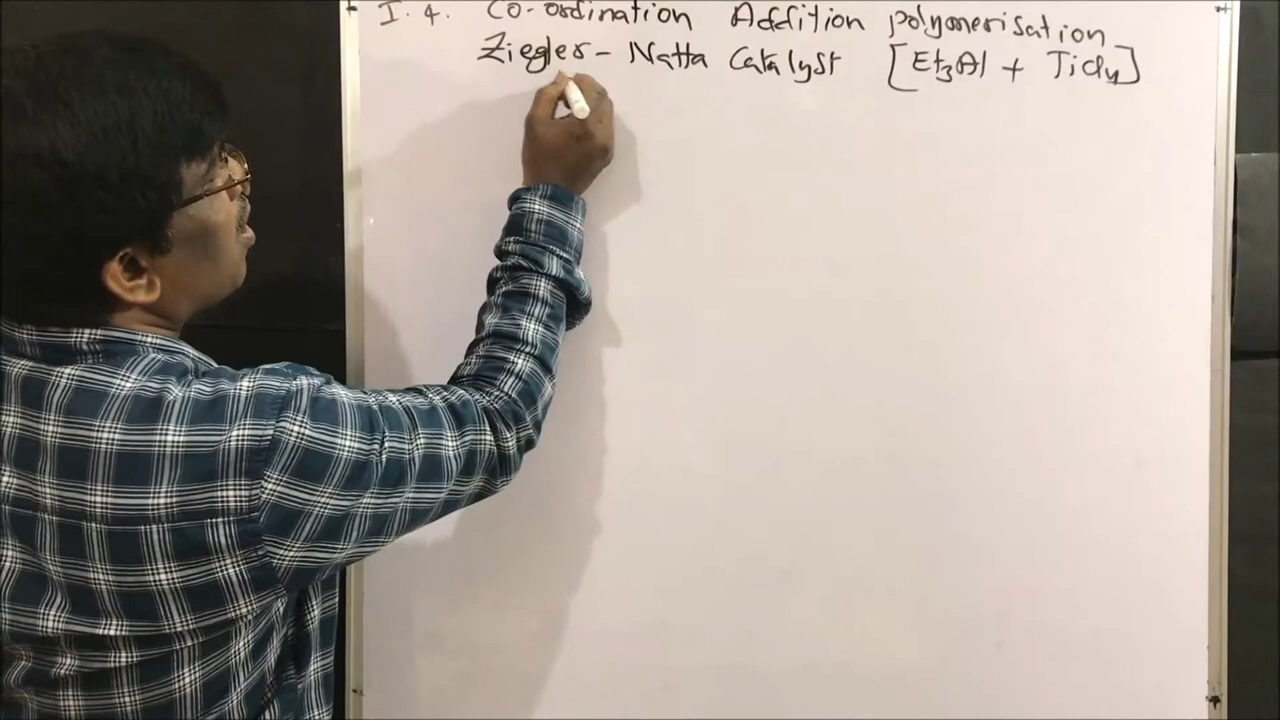 I. 4. Co-ordination Addition polymerisation
Ziegler - Natta Catalyst [Et₃Al + TiCl₄]